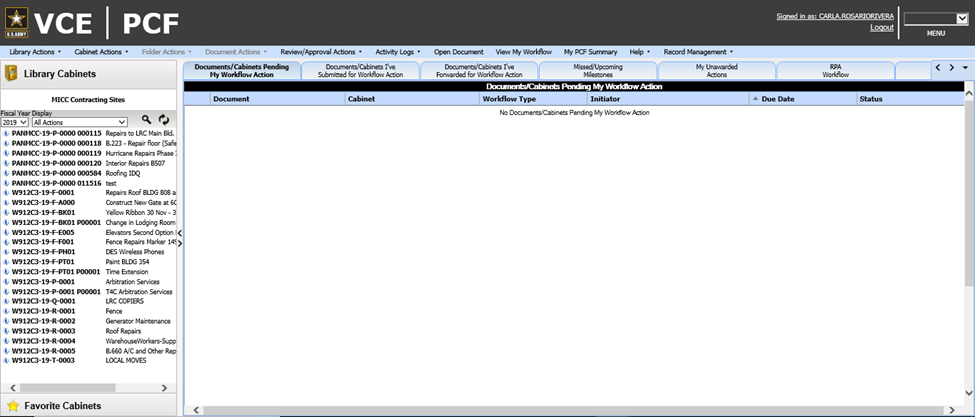 U.S. ARMY
VCE | PCF
Signed in as: CARLA.ROSARIORIVERA
Logout
MENU
Library Actions Cabinet Actions Folder Actions Document Actions Review/Approval Actions Activity Logs Open Document View My Workflow My PCF Summary Help Record Management
Library Cabinets
MICC Contracting Sites
Fiscal Year Display
2019 All Actions
PANMCC-19-P-0000 000115 Repairs to LRC Main Bld.
PANMCC-19-P-0000 000118 B.223 - Repair floor (Safe
PANMCC-19-P-0000 000119 Hurricane Repairs Phase
PANMCC-19-P-0000 000120 Interior Repairs B507
PANMCC-19-P-0000 000584 Roofing IDQ
PANMCC-19-P-0000 011516 test
W912C3-19-F-0001 Repairs Roof BLDG 808 a
W912C3-19-F-A000 Construct New Gate at 60
W912C3-19-F-BK01 Yellow Ribbon 30 Nov - 3
W912C3-19-F-BK01 P00001 Change in Lodging Room
W912C3-19-F-E005 Elevators Second Option
W912C3-19-F-F001 Fence Repairs Marker 149
W912C3-19-F-PH01 DES Wireless Phones
W912C3-19-F-PT01 Paint BLDG 354
W912C3-19-F-PT01 P00001 Time Extension
W912C3-19-P-0001 Arbitration Services
W912C3-19-P-0001 P00001 T4C Arbitration Services
W912C3-19-Q-0001 LRC COPIERS
W912C3-19-R-0001 Fence
W912C3-19-R-0002 Generator Maintenance
W912C3-19-R-0003 Roof Repairs
W912C3-19-R-0004 WarehouseWorkers-Supp
W912C3-19-R-0005 B.660 A/C and Other Rep
W912C3-19-T-0003 LOCAL MOVES
Favorite Cabinets
Documents/Cabinets Pending
My Workflow Action
Documents/Cabinets I've
Submitted for Workflow Action
Documents/Cabinets I've
Forwarded for Workflow Action
Missed/Upcoming
Milestones
My Unawarded
Actions
RPA
Workflow
Documents/Cabinets Pending My Workflow Action
Document Cabinet Workflow Type Initiator Due Date Status
No Documents/Cabinets Pending My Workflow Action